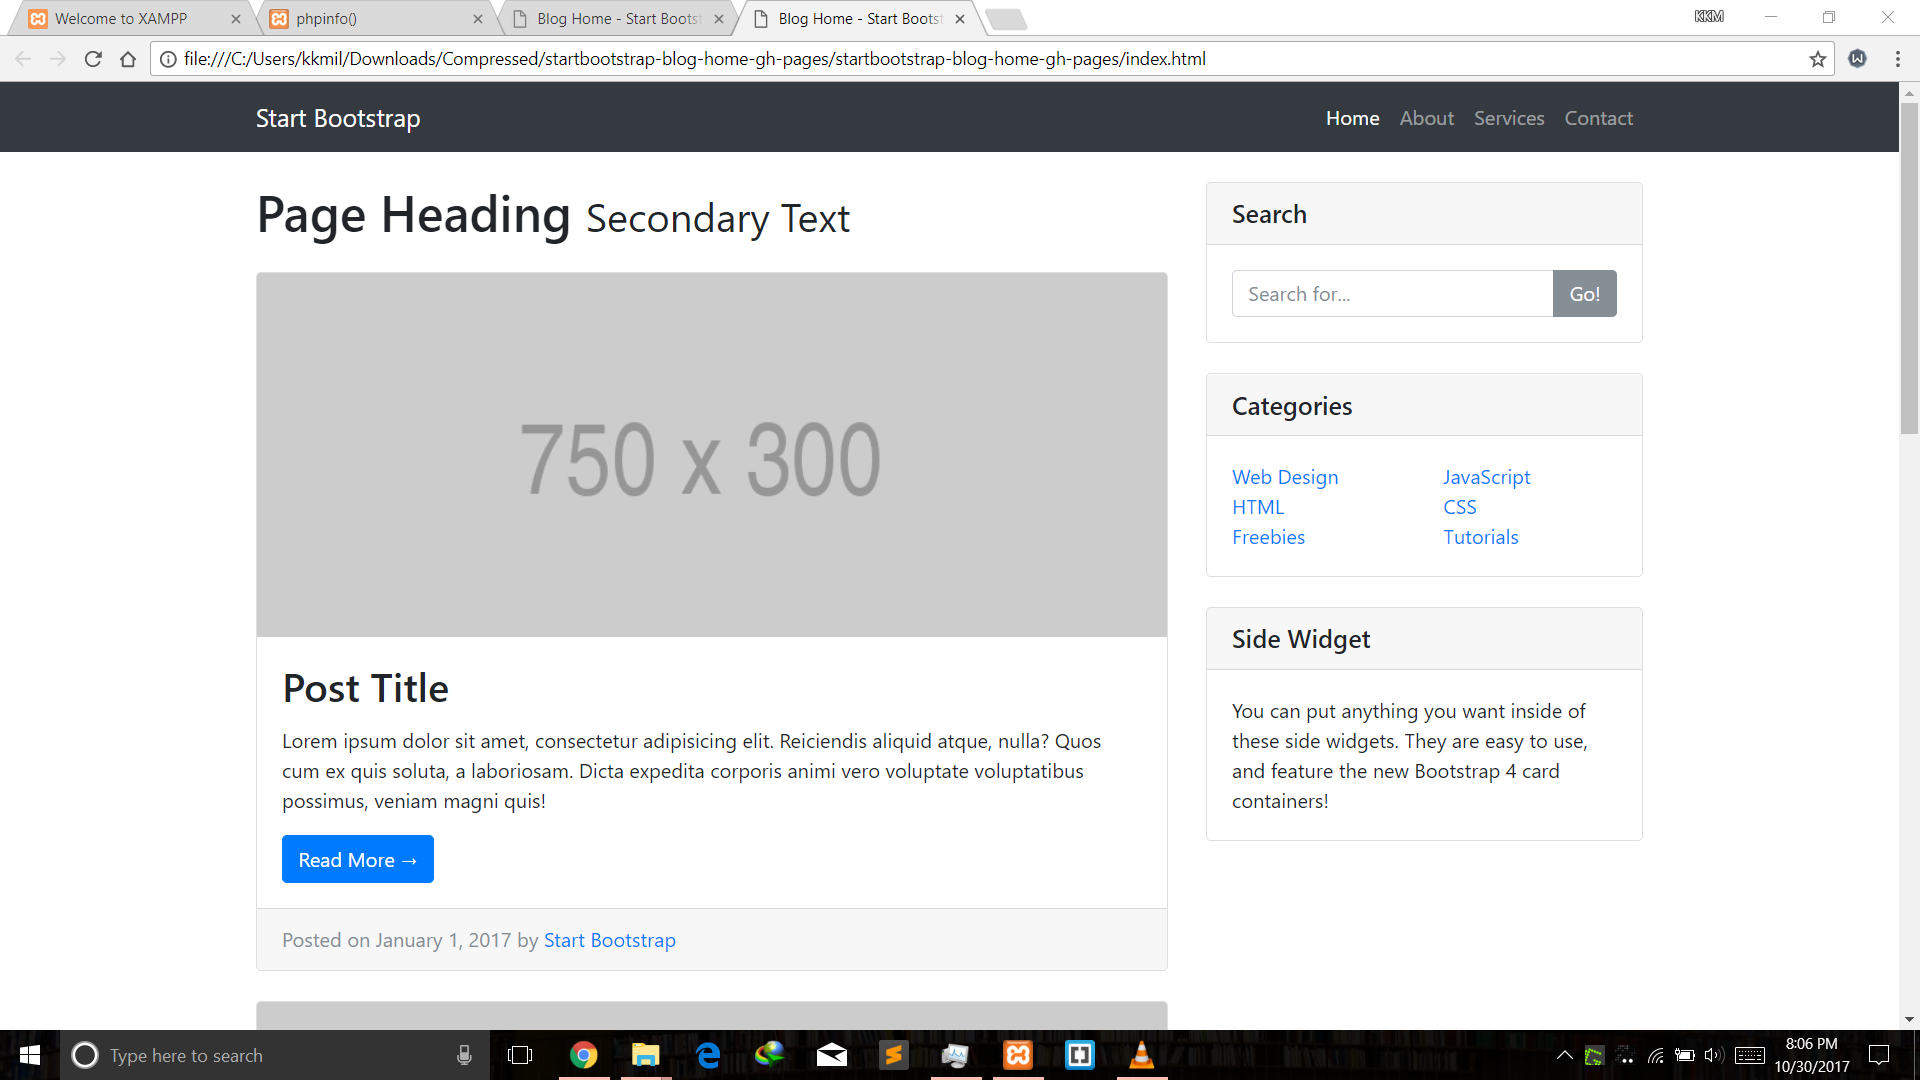 Welcome to XAMPP
phpinfo()
Blog Home - Start Boots
Blog Home - Start Boots
KKM
file:///C:/Users/kkmil/Downloads/Compressed/startbootstrap-blog-home-gh-pages/startbootstrap-blog-home-gh-pages/index.html
Start Bootstrap
Home About Services Contact
Page Heading Secondary Text
750 x 300
Post Title
Lorem ipsum dolor sit amet, consectetur adipisicing elit. Reiciendis aliquid atque, nulla? Quos
cum ex quis soluta, a laboriosam. Dicta expedita corporis animi vero voluptate voluptatibus
possimus, veniam magni quis!
Read More →
Posted on January 1, 2017 by Start Bootstrap
Search
Search for...
Go!
Categories
Web Design JavaScript
HTML CSS
Freebies Tutorials
Side Widget
You can put anything you want inside of
these side widgets. They are easy to use,
and feature the new Bootstrap 4 card
containers!
Type here to search
8:06 PM
10/30/2017